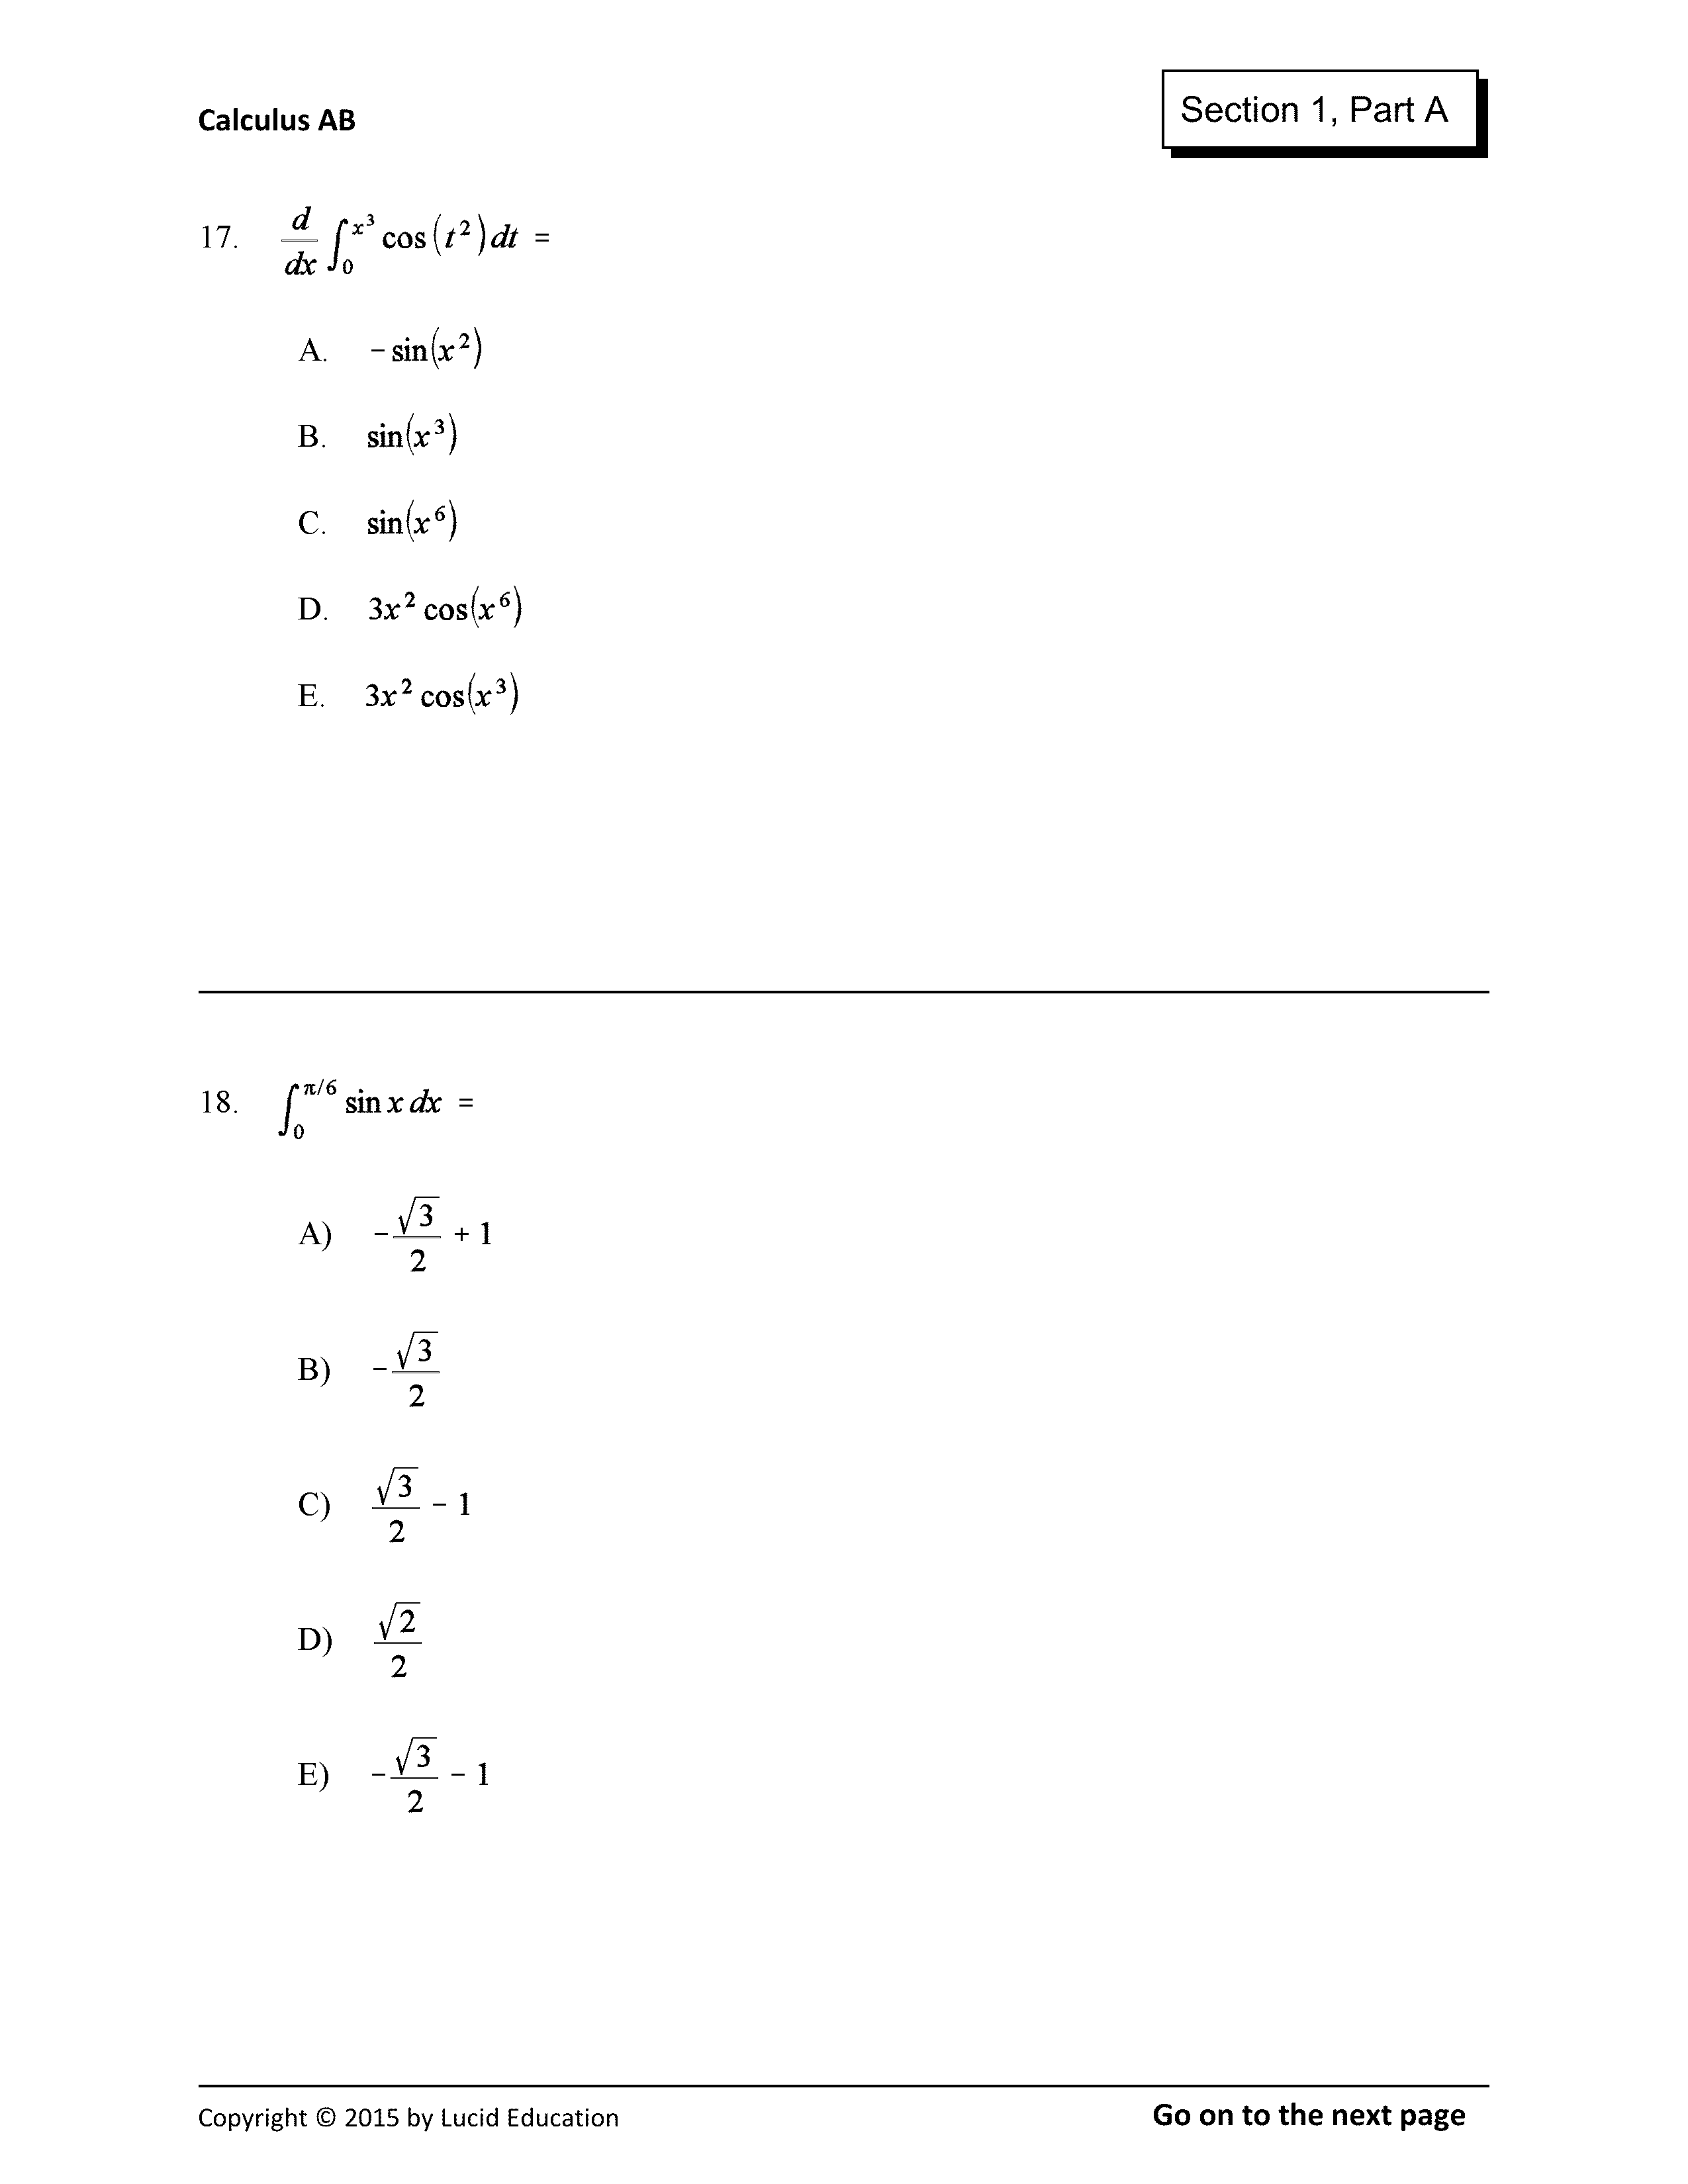 Calculus AB
Section 1, Part A
17. \frac{d}{dx} \int_0^{x^3} \cos(t^2) dt =
A. -\sin(x^2)
B. \sin(x^3)
C. \sin(x^6)
D. 3x^2 \cos(x^6)
E. 3x^2 \cos(x^3)
18. \int_0^{π/6} \sin x dx =
A) -\frac{\sqrt{3}}{2} + 1
B) -\frac{\sqrt{3}}{2}
C) \frac{\sqrt{3}}{2} - 1
D) \frac{\sqrt{2}}{2}
E) -\frac{\sqrt{3}}{2} - 1
Copyright © 2015 by Lucid Education
Go on to the next page